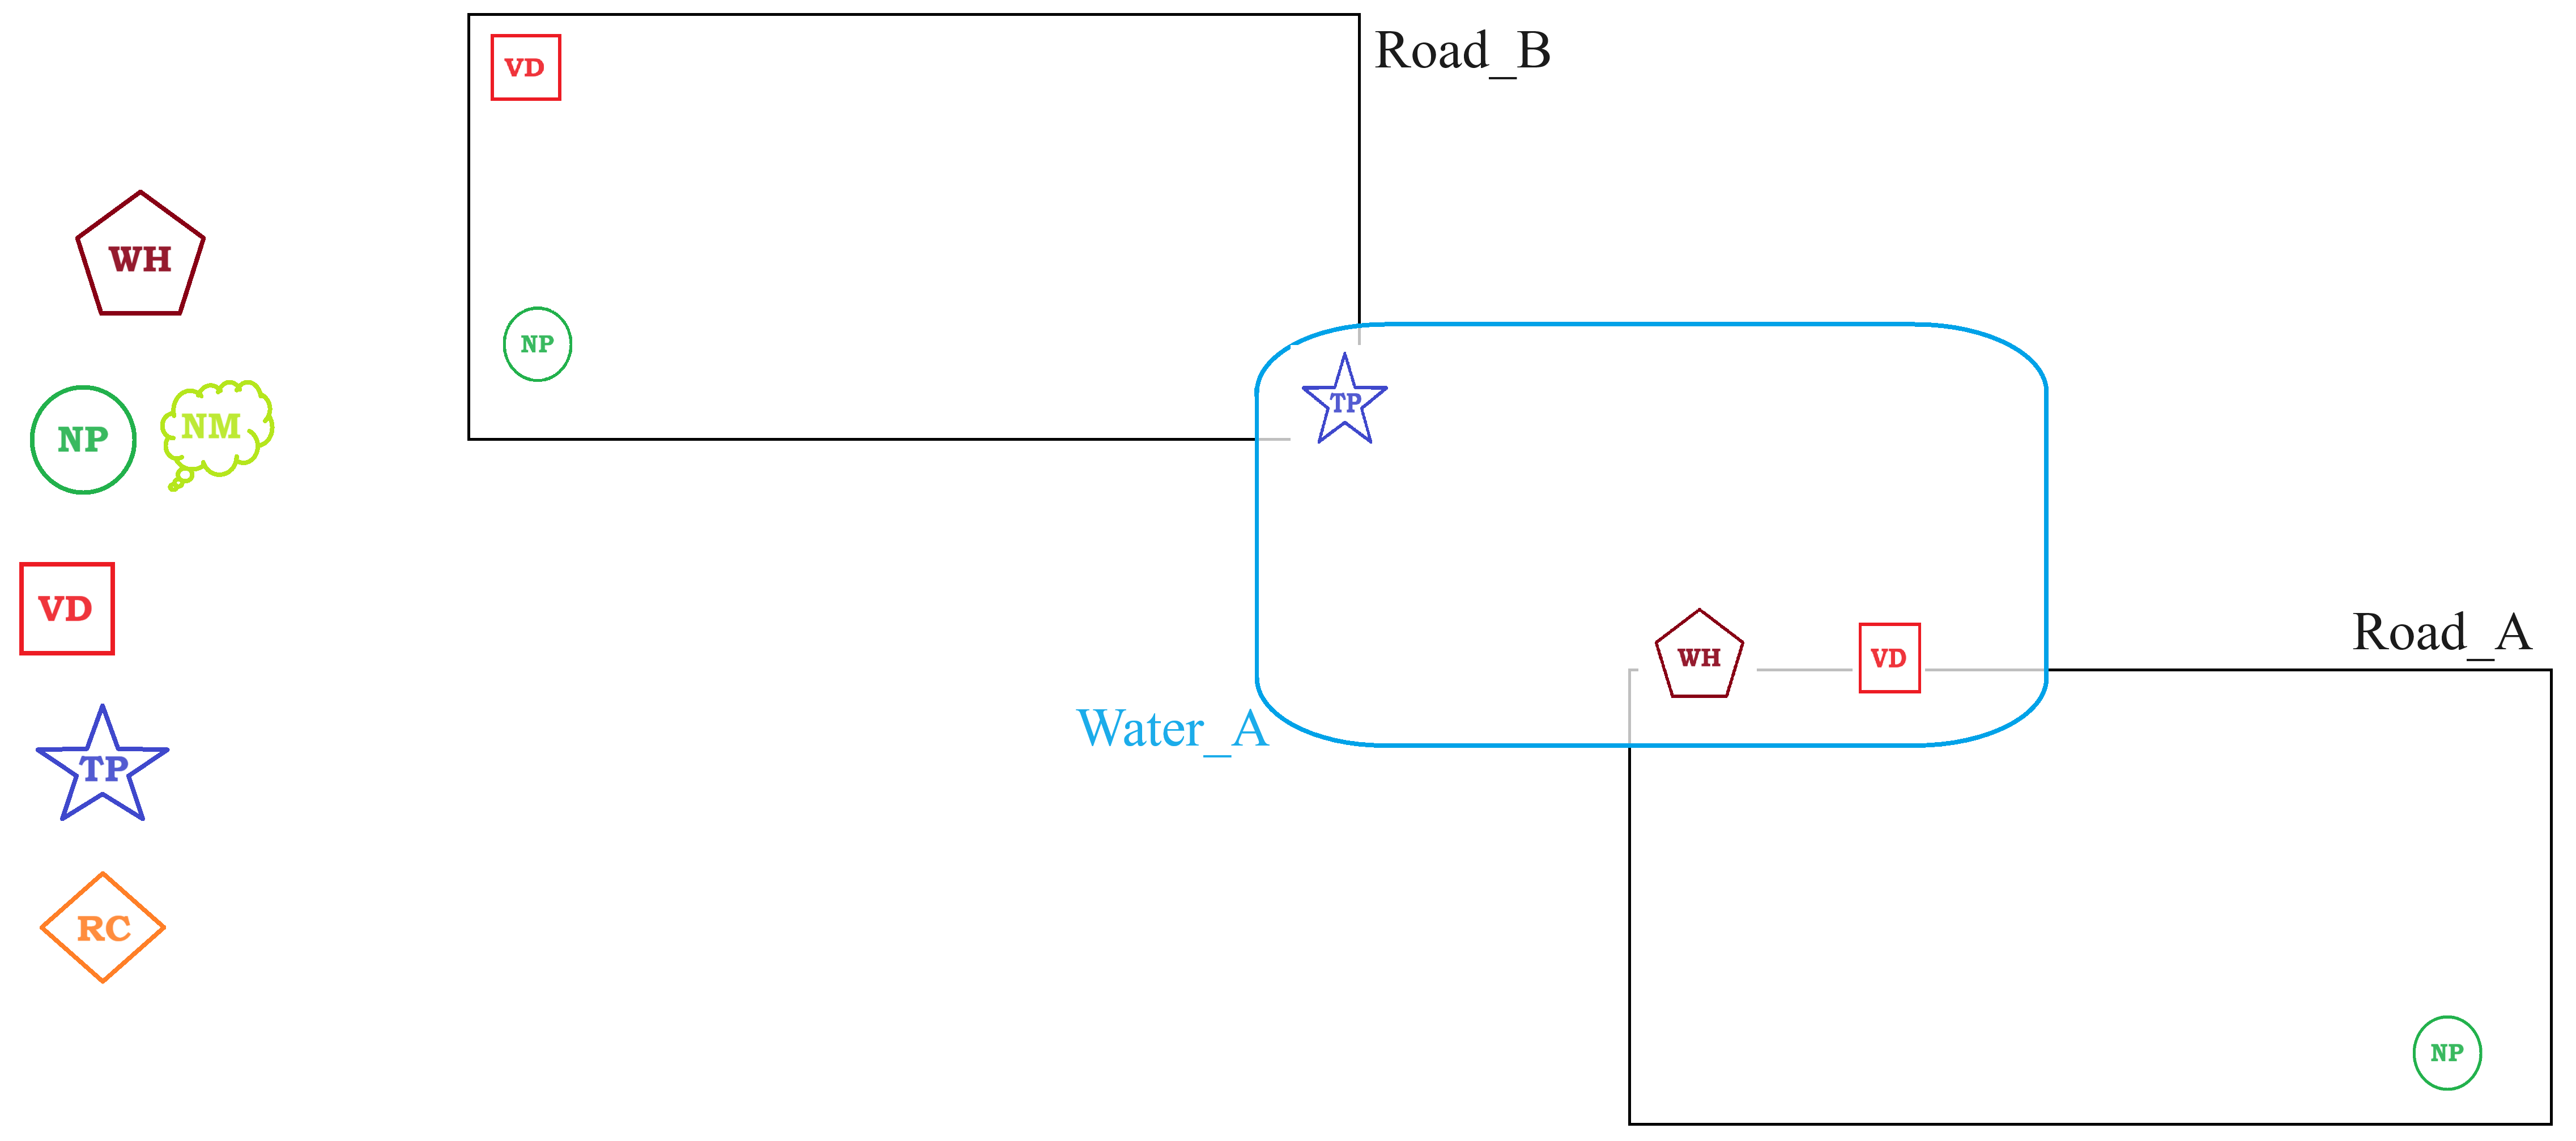 VD
Road_B
WH
NP
NP NM
TP
VD
Road_A
WH VD
Water_A
TP
RC
NP